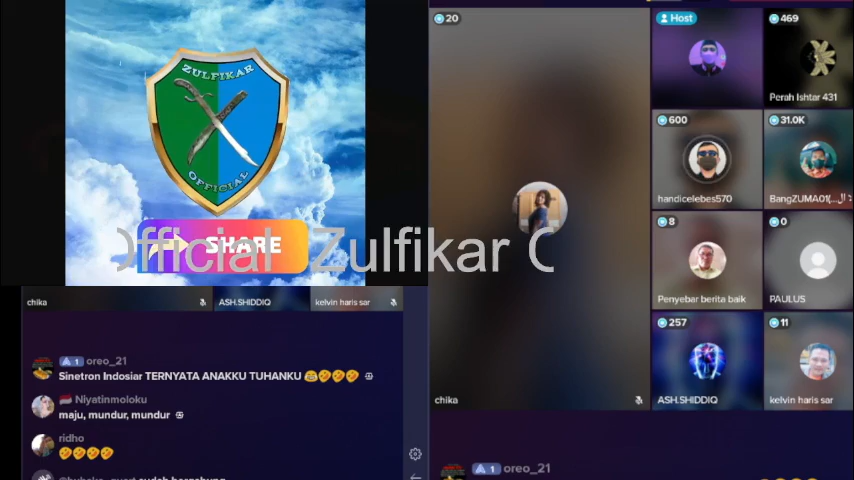 ZULFIKAR
OFFICIAL
SHARE
Official Zulfikar
chika
ASH.SHIDDIQ
kelvin haris sar
1 oreo_21
Sinetron Indosiar TERNYATA ANAKKU TUHANKU
Niyatinmoloku
maju, mundur, mundur
ridho
20
Host
469
Perah Ishtar 431
600
handicelebes570
31.0K
BangZUMA01(...
8
Penyebar berita baik
0
PAULUS
257
ASH.SHIDDIQ
11
kelvin haris sar
chika
1 oreo_21